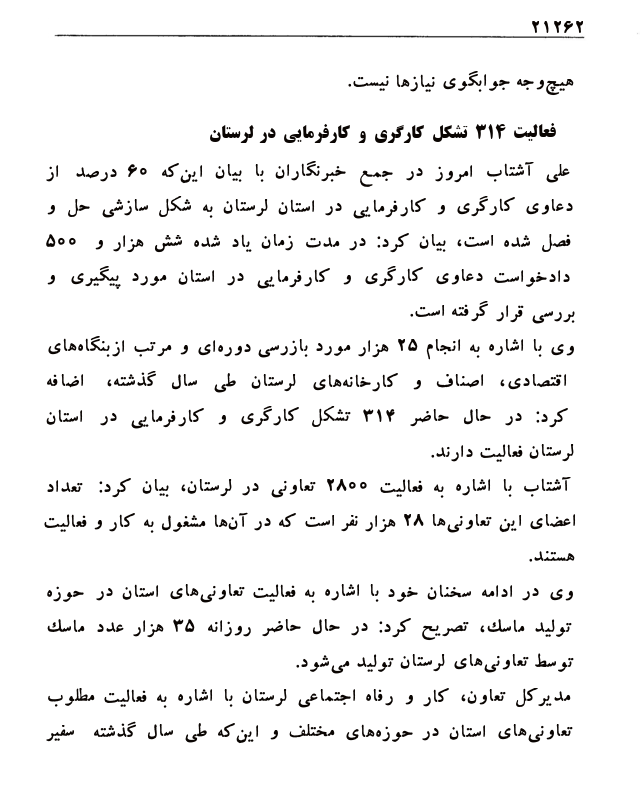 ۲۱۲۶۲
هیچ‌وجه جوابگوی نیازها نیست.
فعالیت ۳۱۴ تشکل کارگری و کارفرمایی در لرستان
علی آشتاب امروز در جمع خبرنگاران با بیان این‌که ۶۰ درصد از
دعاوی کارگری و کارفرمایی در استان لرستان به شکل سازشی حل و
فصل شده است، بیان کرد: در مدت زمان یاد شده شش هزار و ۵۰۰
دادخواست دعاوی کارگری و کارفرمایی در استان مورد پیگیری و
بررسی قرار گرفته است.
وی با اشاره به انجام ۲۵ هزار مورد بازرسی دوره‌ای و مرتب ازبنگاه‌های
اقتصادی، اصناف و کارخانه‌های لرستان طی سال گذشته، اضافه
کرد: در حال حاضر ۳۱۴ تشکل کارگری و کارفرمایی در استان
لرستان فعالیت دارند.
آشتاب با اشاره به فعالیت ۲۸۰۰ تعاونی در لرستان، بیان کرد: تعداد
اعضای این تعاونی‌ها ۲۸ هزار نفر است که در آن‌ها مشغول به کار و فعالیت
هستند.
وی در ادامه سخنان خود با اشاره به فعالیت تعاونی‌های استان در حوزه
تولید ماسك، تصریح کرد: در حال حاضر روزانه ۳۵ هزار عدد ماسك
توسط تعاونی‌های لرستان تولید می‌شود.
مدیرکل تعاون، کار و رفاه اجتماعی لرستان با اشاره به فعالیت مطلوب
تعاونی‌های استان در حوزه‌های مختلف و این‌که طی سال گذشته سفیر